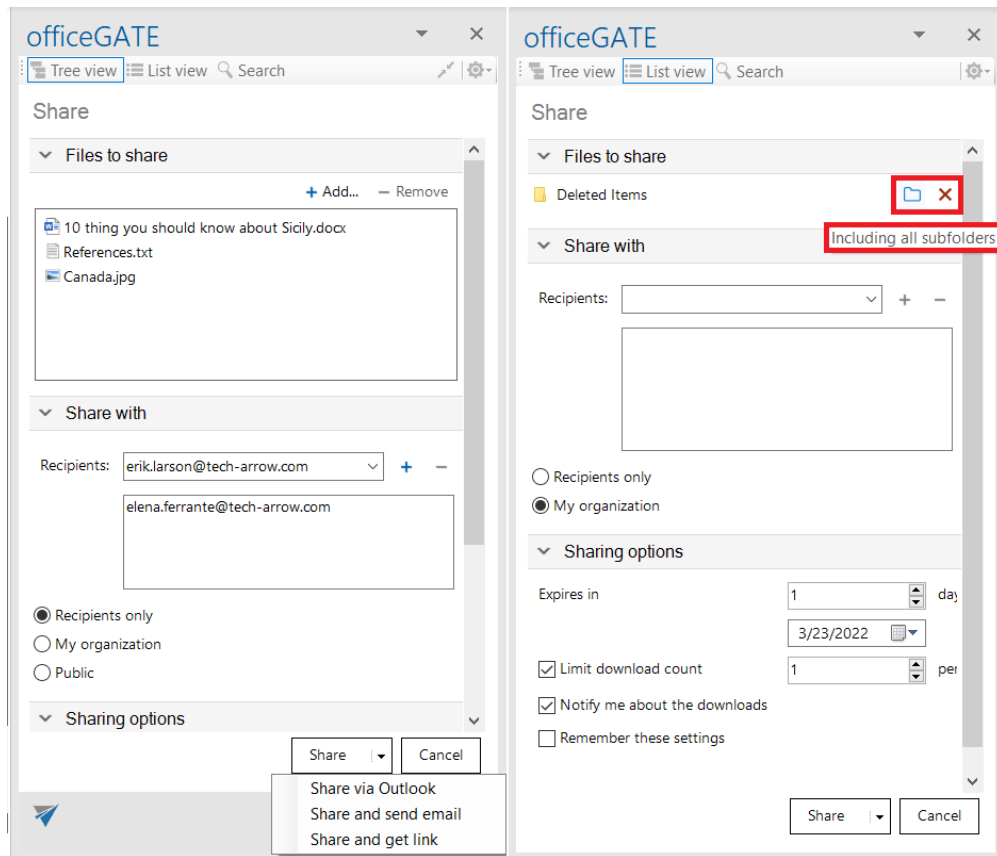 officeGATE
Tree view List view Search
Share
Files to share
+ Add... − Remove
10 thing you should know about Sicily.docx
References.txt
Canada.jpg
Share with
Recipients: erik.larson@tech-arrow.com + −
elena.ferrante@tech-arrow.com
Recipients only
My organization
Public
Sharing options
Share Cancel
Share via Outlook
Share and send email
Share and get link
officeGATE
Tree view List view Search
Share
Files to share
Deleted Items
Including all subfolders
Share with
Recipients: + −
Recipients only
My organization
Sharing options
Expires in 1 day
3/23/2022
Limit download count 1 per
Notify me about the downloads
Remember these settings
Share Cancel